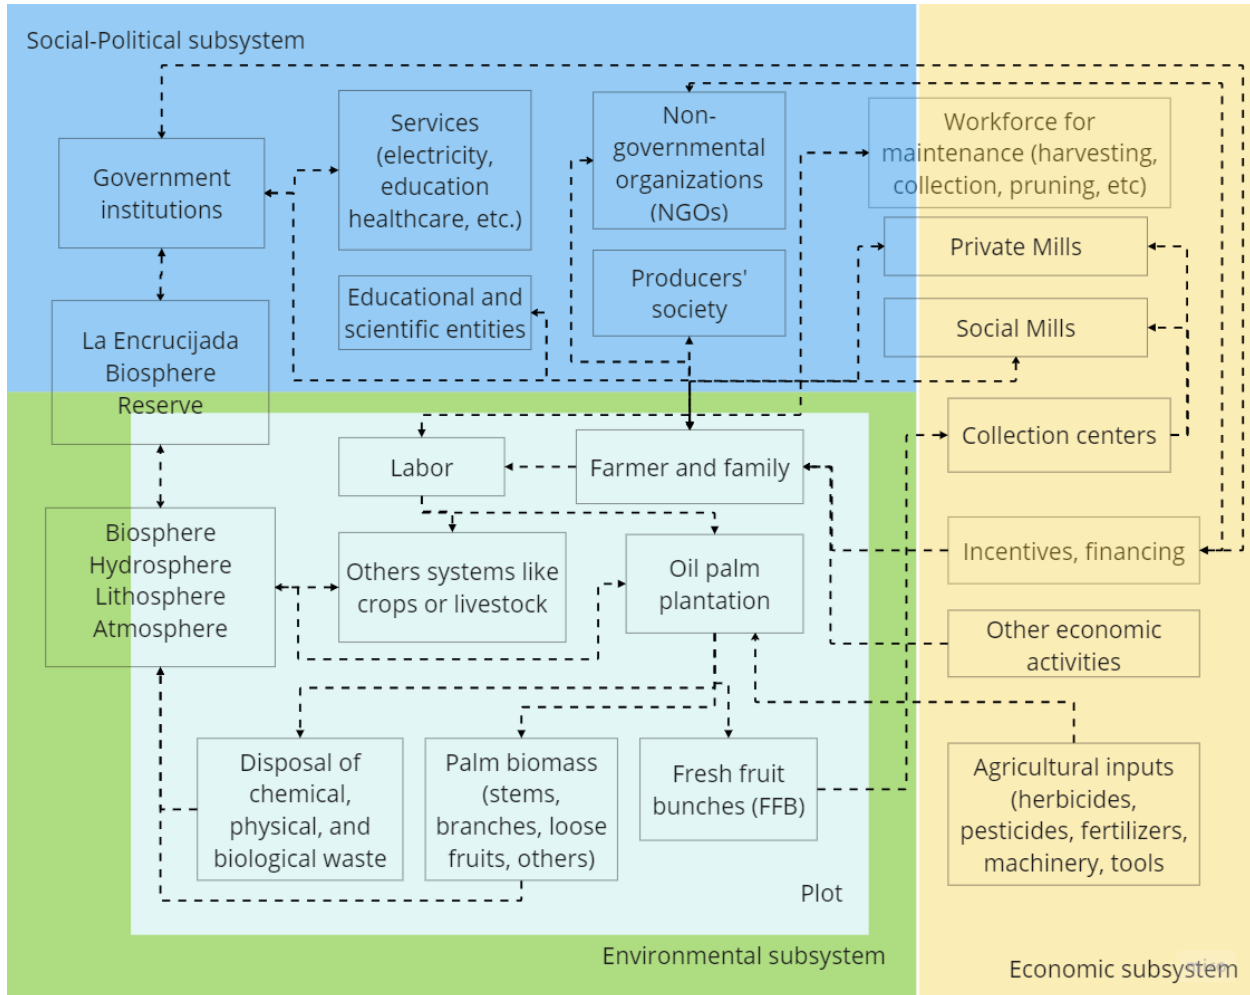 Social-Political subsystem
Government
institutions
Services
(electricity,
education
healthcare, etc.)
Non-
governmental
organizations
(NGOs)
Workforce for
maintenance (harvesting,
collection, pruning, etc)
Private Mills
Educational and
scientific entities
Producers'
society
Social Mills
La Encrucijada
Biosphere
Reserve
Labor
Farmer and family
Collection centers
Biosphere
Hydrosphere
Lithosphere
Atmosphere
Others systems like
crops or livestock
Oil palm
plantation
Incentives, financing
Other economic
activities
Disposal of
chemical,
physical, and
biological waste
Palm biomass
(stems,
branches, loose
fruits, others)
Fresh fruit
bunches (FFB)
Agricultural inputs
(herbicides,
pesticides, fertilizers,
machinery, tools
Plot
Environmental subsystem
Economic subsystem